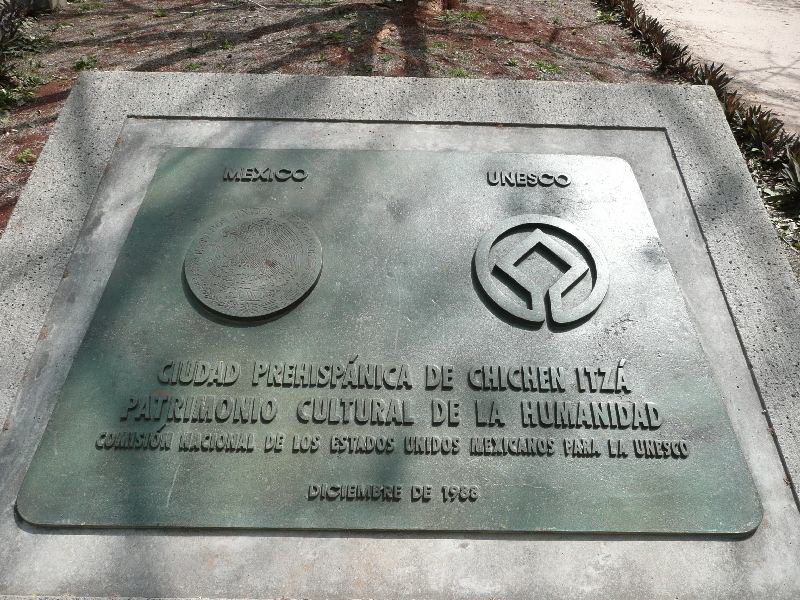 MEXICO
UNESCO
CIUDAD PREHISPÁNICA DE CHICHEN ITZÁ
PATRIMONIO CULTURAL DE LA HUMANIDAD
COMISIÓN NACIONAL DE LOS ESTADOS UNIDOS MEXICANOS PARA LA UNESCO
DICIEMBRE DE 1988